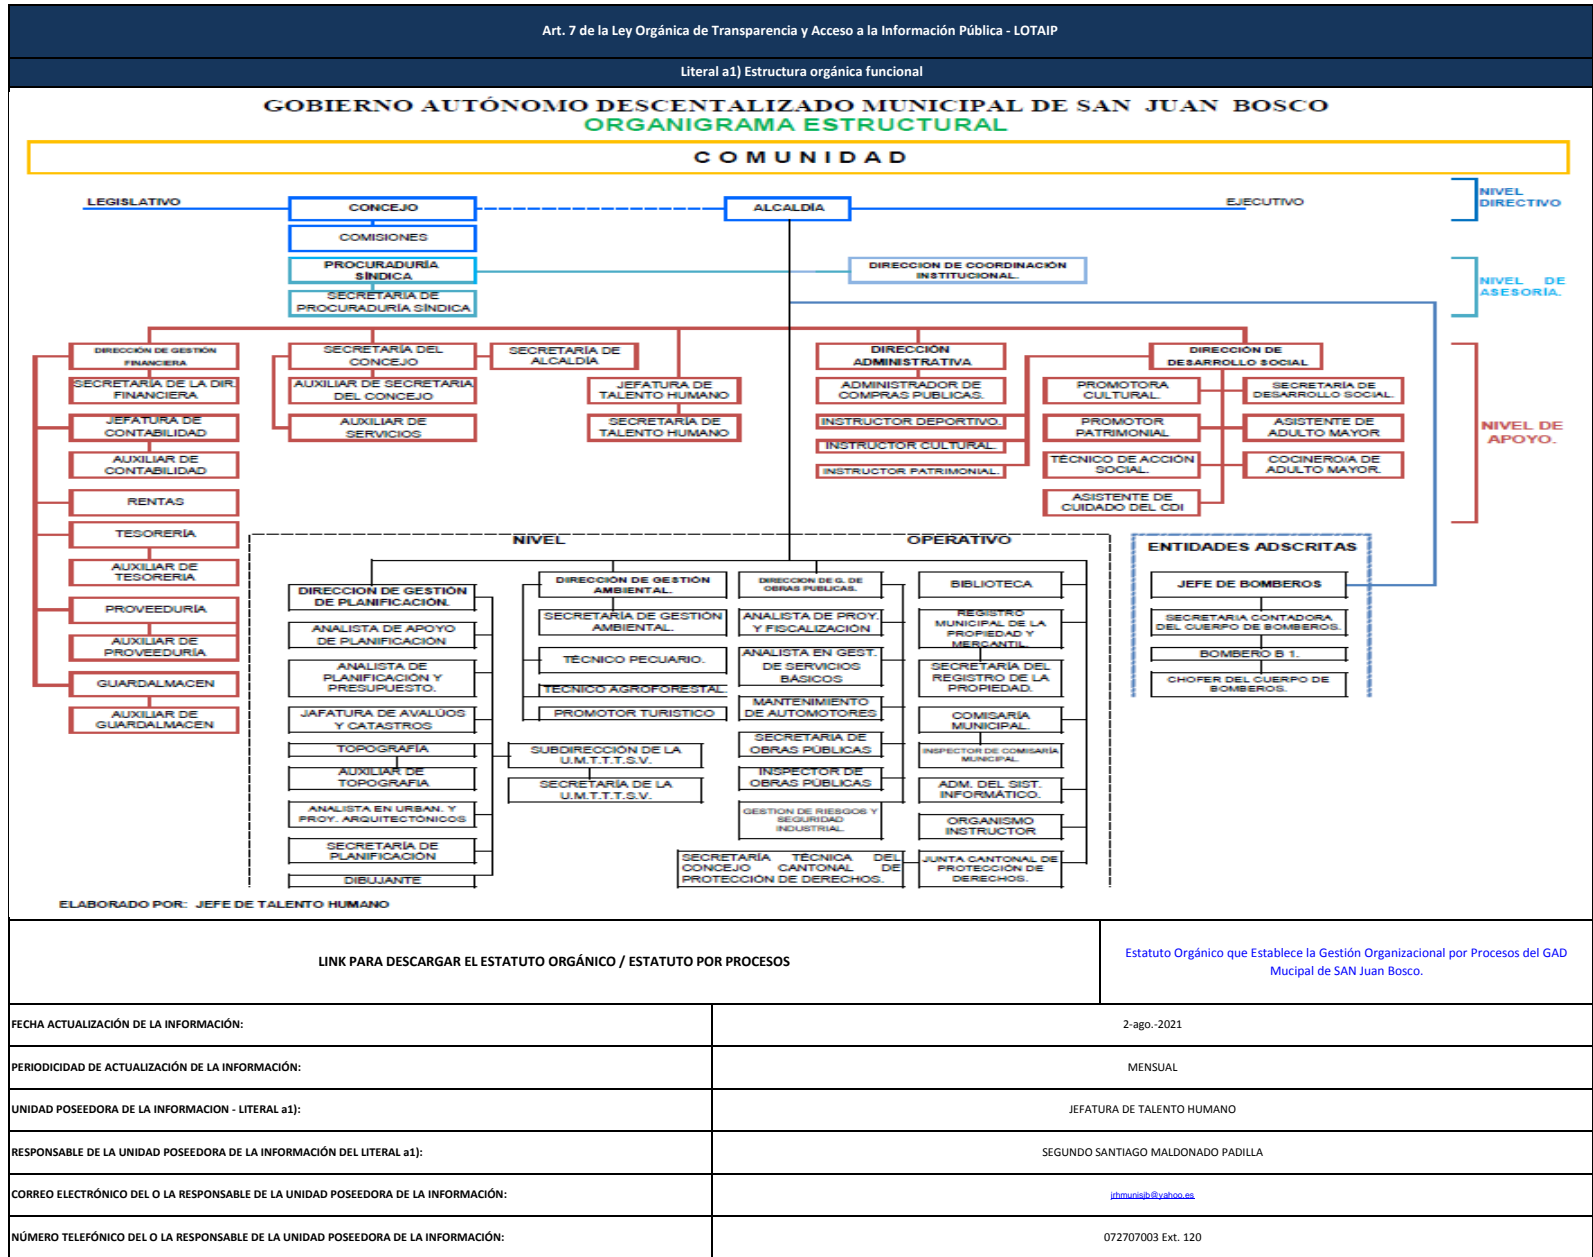 Art. 7 de la Ley Orgánica de Transparencia y Acceso a la Información Pública - LOTAIP
Literal a1) Estructura orgánica funcional
GOBIERNO AUTÓNOMO DESCENTALIZADO MUNICIPAL DE SAN JUAN BOSCO
ORGANIGRAMA ESTRUCTURAL
COMUNIDAD
LEGISLATIVO
CONCEJO
ALCALDÍA
EJECUTIVO
NIVEL
DIRECTIVO
COMISIONES
PROCURADURÍA
SÍNDICA
DIRECCION DE COORDINACIÓN
INSTITUCIONAL.
NIVEL DE
ASESORÍA.
SECRETARIA DE
PROCURADURÍA SÍNDICA
DIRECCIÓN DE GESTIÓN
FINANCIERA
SECRETARÍA DE LA DIR.
FINANCIERA
JEFATURA DE
CONTABILIDAD
AUXILIAR DE
CONTABILIDAD
RENTAS
TESORERÍA
AUXILIAR DE
TESORERIA
PROVEEDURÍA
AUXILIAR DE
PROVEEDURÍA
GUARDALMACEN
AUXILIAR DE
GUARDALMACEN
SECRETARÍA DEL
CONCEJO
AUXILIAR DE SECRETARIA
DEL CONCEJO
AUXILIAR DE
SERVICIOS
SECRETARÍA DE
ALCALDÍA
JEFATURA DE
TALENTO HUMANO
SECRETARÍA DE
TALENTO HUMANO
DIRECCIÓN
ADMINISTRATIVA
ADMINISTRADOR DE
COMPRAS PUBLICAS.
INSTRUCTOR DEPORTIVO.
INSTRUCTOR CULTURAL.
INSTRUCTOR PATRIMONIAL.
DIRECCIÓN DE
DESARROLLO SOCIAL
PROMOTORA
CULTURAL.
PROMOTOR
PATRIMONIAL
TÉCNICO DE ACCIÓN
SOCIAL.
ASISTENTE DE
CUIDADO DEL CDI
SECRETARÍA DE
DESARROLLO SOCIAL.
ASISTENTE DE
ADULTO MAYOR
COCINERO/A DE
ADULTO MAYOR.
NIVEL DE
APOYO.
NIVEL OPERATIVO
DIRECCION DE GESTIÓN
DE PLANIFICACIÓN.
ANALISTA DE APOYO
DE PLANIFICACIÓN
ANALISTA DE
PLANIFICACIÓN Y
PRESUPUESTO.
JAFATURA DE AVALÚOS
Y CATASTROS
TOPOGRAFÍA
AUXILIAR DE
TOPOGRAFIA
ANALISTA EN URBAN. Y
PROY. ARQUITECTÓNICOS
SECRETARÍA DE
PLANIFICACIÓN
DIBUJANTE
DIRECCIÓN DE GESTIÓN
AMBIENTAL.
SECRETARÍA DE GESTIÓN
AMBIENTAL.
TÉCNICO PECUARIO.
TECNICO AGROFORESTAL.
PROMOTOR TURISTICO
SUBDIRECCIÓN DE LA
U.M.T.T.T.S.V.
SECRETARÍA DE LA
U.M.T.T.T.S.V.
DIRECCION DE G. DE
OBRAS PUBLICAS.
ANALISTA DE PROY.
Y FISCALIZACIÓN
ANALISTA EN GEST.
DE SERVICIOS
BÁSICOS
MANTENIMIENTO
DE AUTOMOTORES
SECRETARIA DE
OBRAS PÚBLICAS
INSPECTOR DE
OBRAS PÚBLICAS
GESTION DE RIESGOS Y
SEGURIDAD
INDUSTRIAL.
SECRETARÍA TÉCNICA DEL
CONCEJO CANTONAL DE
PROTECCIÓN DE DERECHOS.
BIBLIOTECA
REGISTRO
MUNICIPAL DE LA
PROPIEDAD Y
MERCANTIL.
SECRETARÍA DEL
REGISTRO DE LA
PROPIEDAD.
COMISARÍA
MUNICIPAL.
INSPECTOR DE COMISARÍA
MUNICIPAL.
ADM. DEL SIST.
INFORMÁTICO.
ORGANISMO
INSTRUCTOR
JUNTA CANTONAL DE
PROTECCIÓN DE
DERECHOS.
ENTIDADES ADSCRITAS
JEFE DE BOMBEROS
SECRETARIA CONTADORA
DEL CUERPO DE BOMBEROS.
BOMBERO B 1.
CHOFER DEL CUERPO DE
BOMBEROS.
ELABORADO POR: JEFE DE TALENTO HUMANO
LINK PARA DESCARGAR EL ESTATUTO ORGÁNICO / ESTATUTO POR PROCESOS
Estatuto Orgánico que Establece la Gestión Organizacional por Procesos del GAD
Mucipal de SAN Juan Bosco.
FECHA ACTUALIZACIÓN DE LA INFORMACIÓN: 2-ago.-2021
PERIODICIDAD DE ACTUALIZACIÓN DE LA INFORMACIÓN: MENSUAL
UNIDAD POSEEDORA DE LA INFORMACION - LITERAL a1): JEFATURA DE TALENTO HUMANO
RESPONSABLE DE LA UNIDAD POSEEDORA DE LA INFORMACIÓN DEL LITERAL a1): SEGUNDO SANTIAGO MALDONADO PADILLA
CORREO ELECTRÓNICO DEL O LA RESPONSABLE DE LA UNIDAD POSEEDORA DE LA INFORMACIÓN: jrhmunisjb@yahoo.es
NÚMERO TELEFÓNICO DEL O LA RESPONSABLE DE LA UNIDAD POSEEDORA DE LA INFORMACIÓN: 072707003 Ext. 120